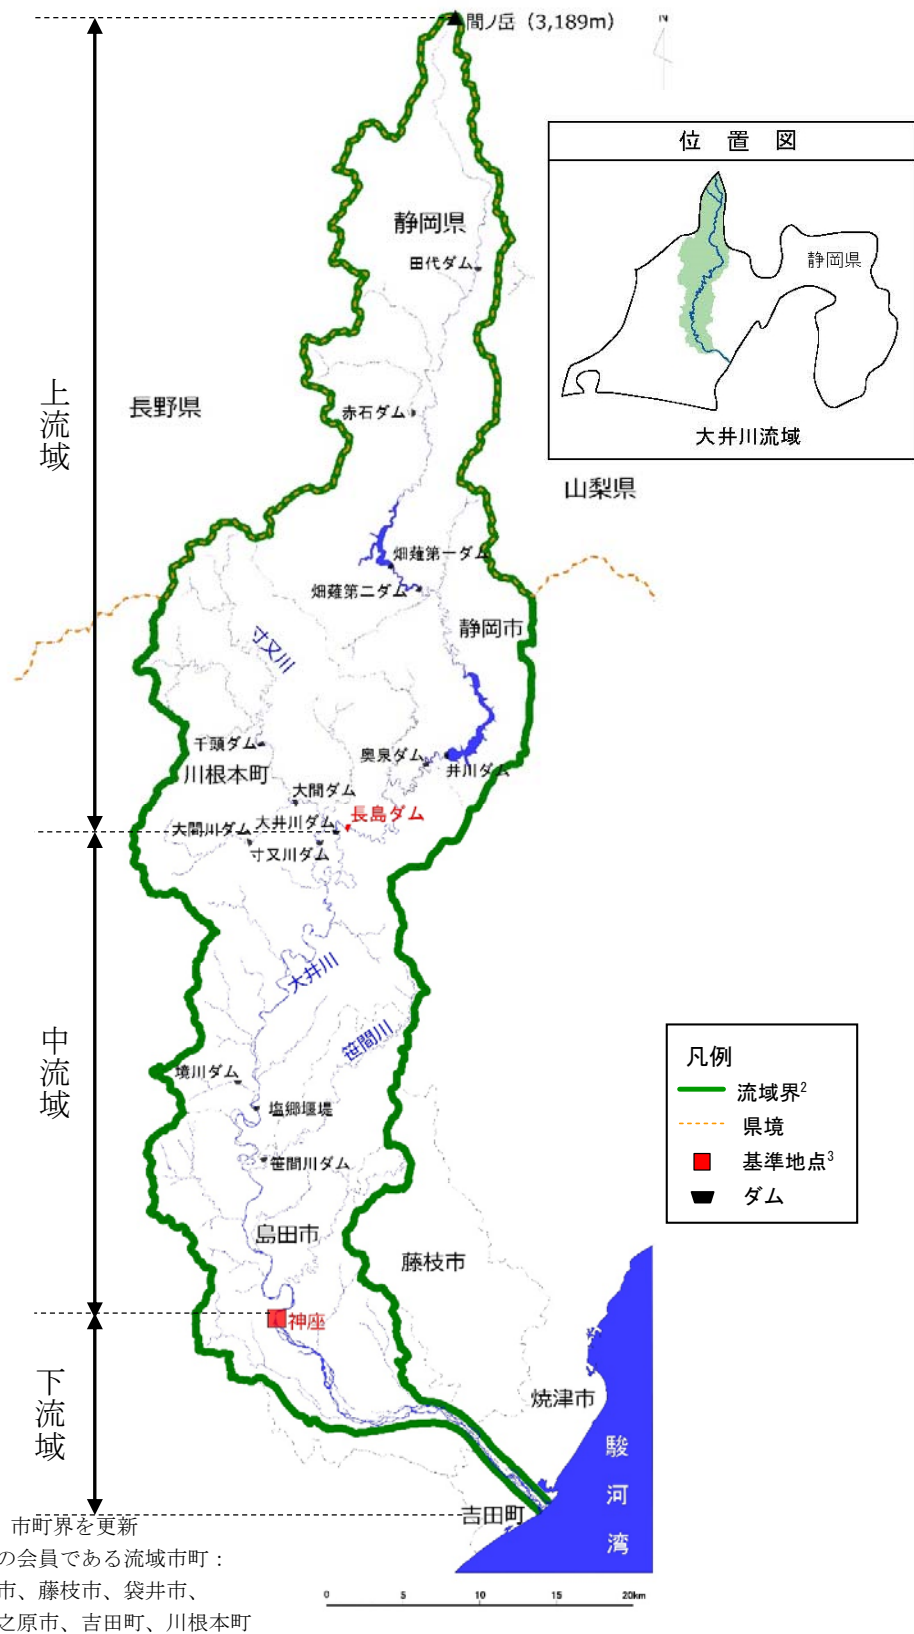 間ノ岳（3,189m）
N
位 置 図
静岡県
大井川流域
静岡県
田代ダム
上流域
長野県
赤石ダム
山梨県
畑薙第一ダム
畑薙第二ダム
静岡市
寸又川
千頭ダム
奥泉ダム
井川ダム
川根本町
大間ダム
長島ダム
大井川ダム
大間川ダム
寸又川ダム
大井川
中流域
笹間川
境川ダム
塩郷堰堤
笹間川ダム
凡例
流域界2
県境
基準地点3
ダム
島田市
藤枝市
神座
下流域
焼津市
駿河湾
吉田町
市町界を更新
の会員である流域市町：
市、藤枝市、袋井市、
之原市、吉田町、川根本町
0 5 10 15 20km